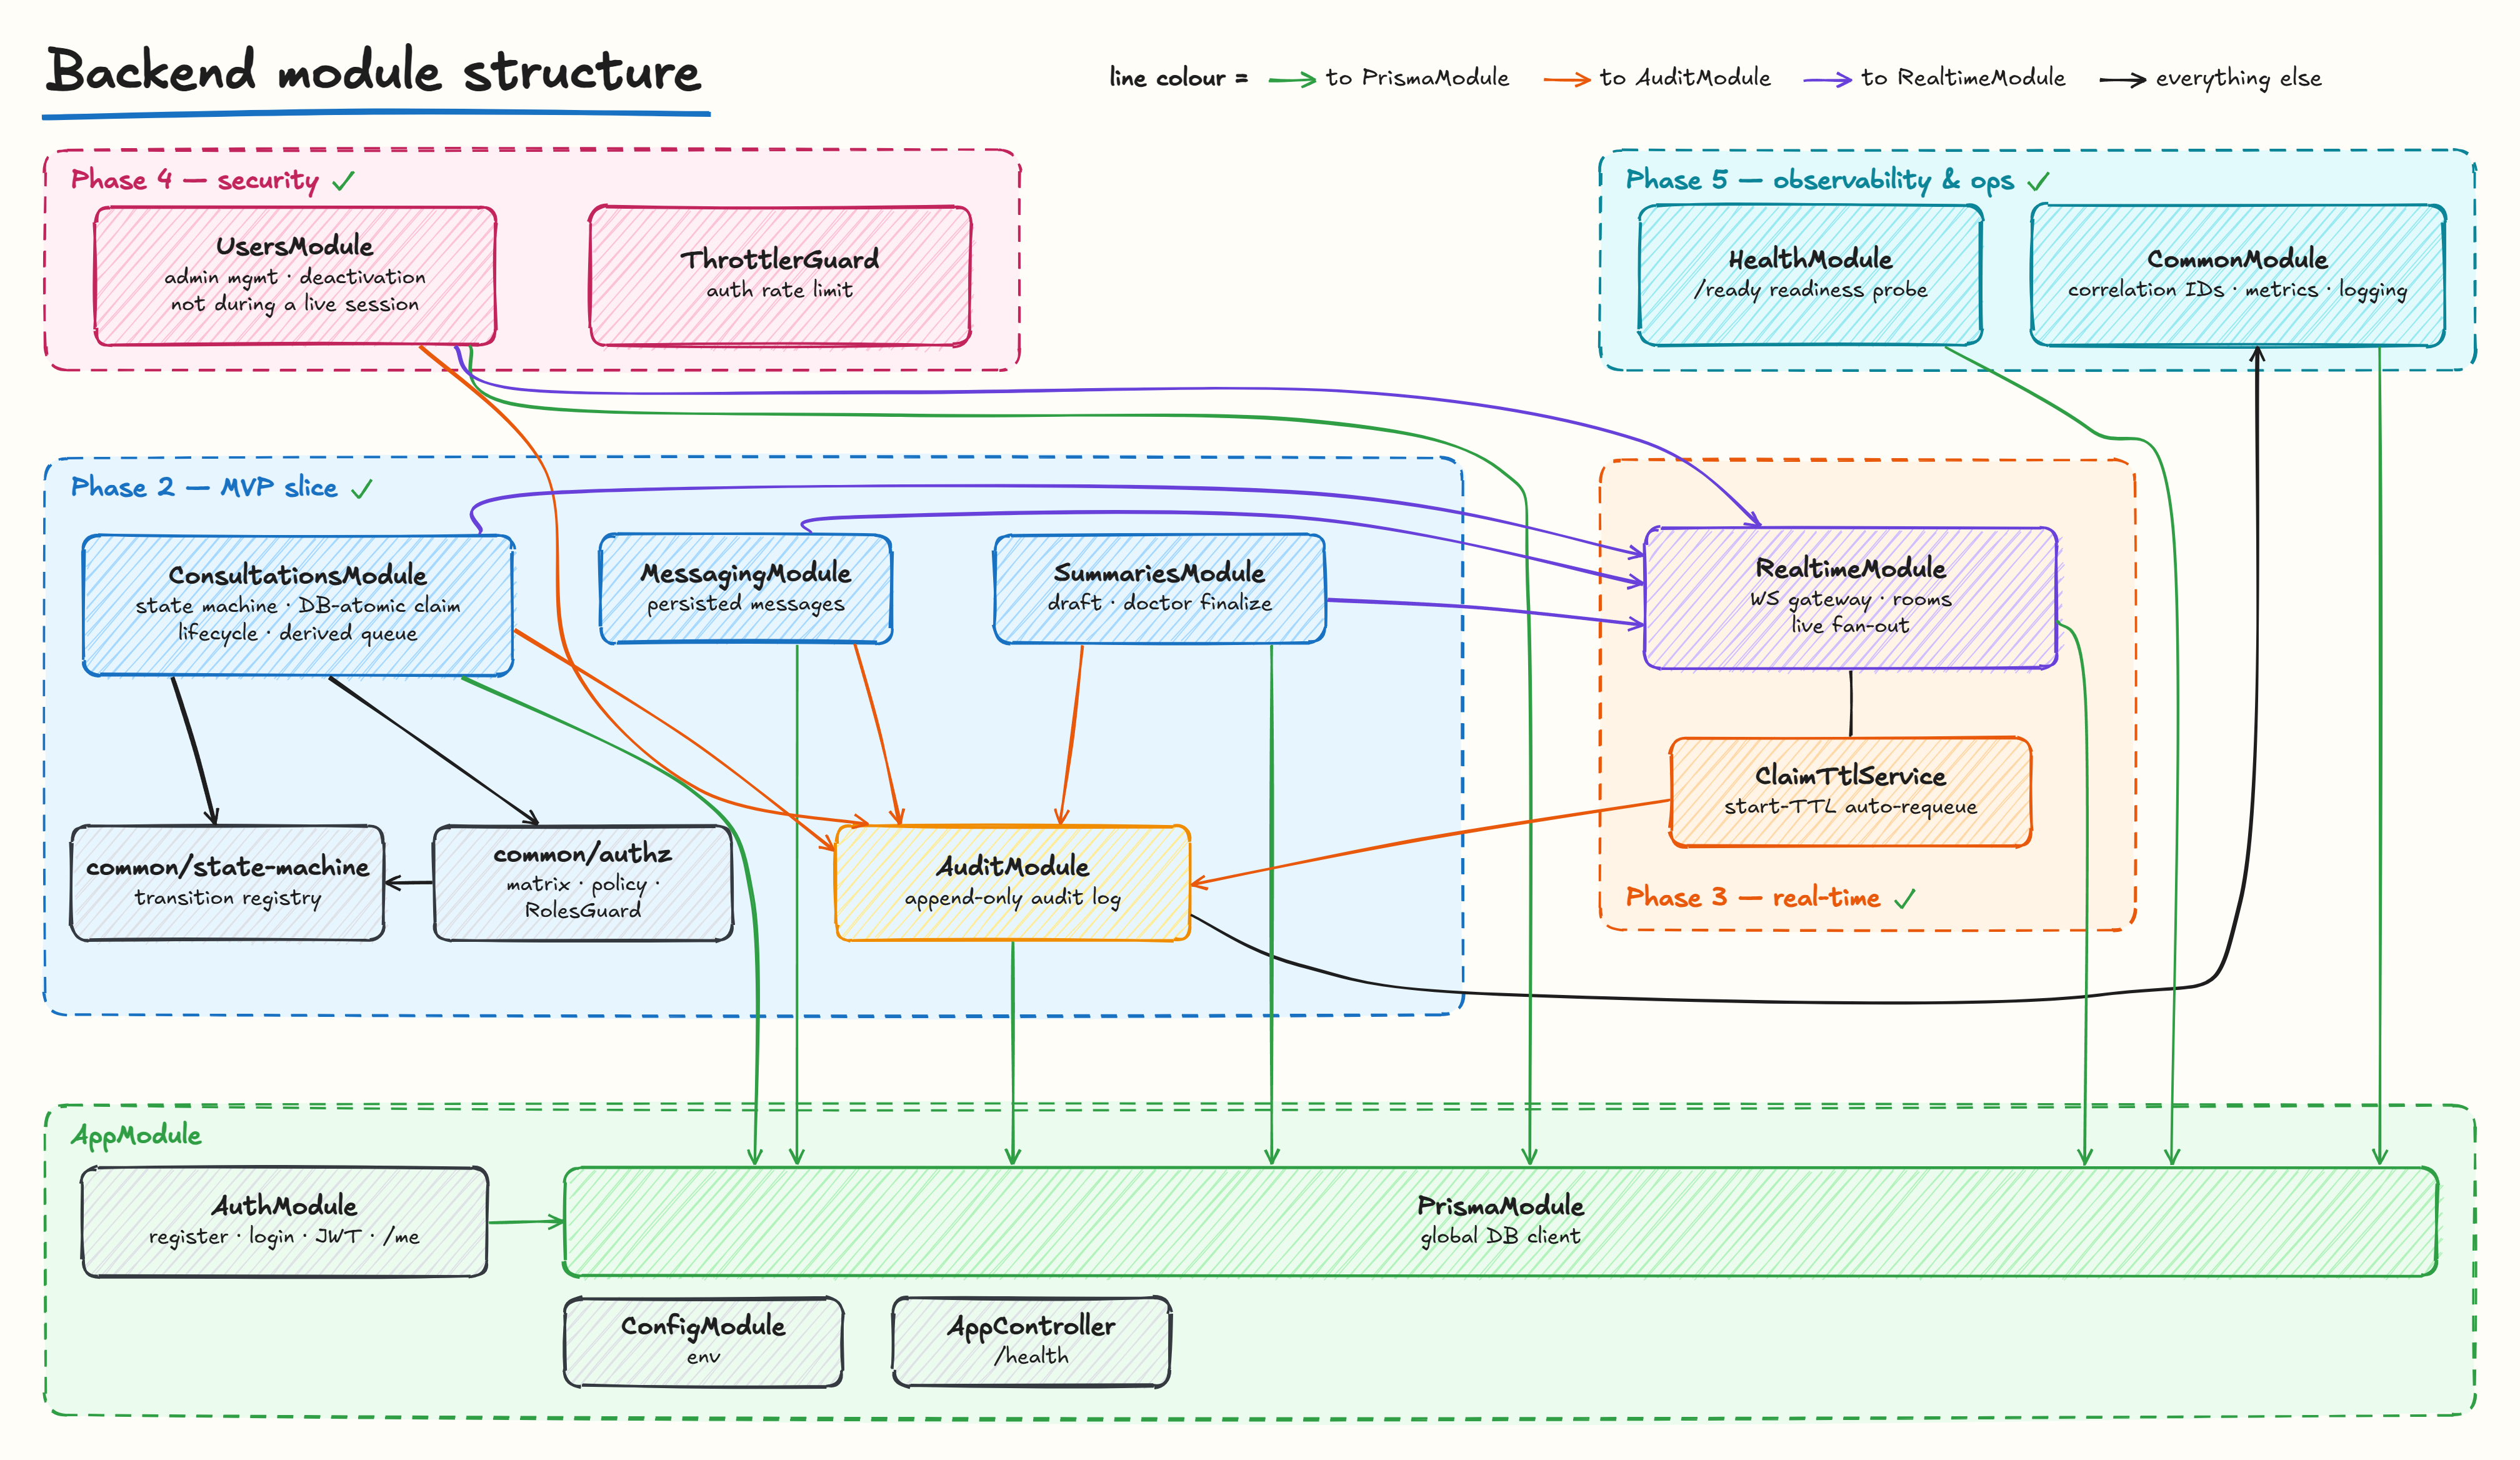 Backend module structure
line colour = to PrismaModule to AuditModule to RealtimeModule everything else
Phase 4 — security ✓
UsersModule
admin mgmt · deactivation
not during a live session
ThrottlerGuard
auth rate limit
Phase 5 — observability & ops ✓
HealthModule
/ready readiness probe
CommonModule
correlation IDs · metrics · logging
Phase 2 — MVP slice ✓
ConsultationsModule
state machine · DB-atomic claim
lifecycle · derived queue
MessagingModule
persisted messages
SummariesModule
draft · doctor finalize
RealtimeModule
WS gateway · rooms
live fan-out
ClaimTtlService
start-TTL auto-requeue
Phase 3 — real-time ✓
common/state-machine
transition registry
common/authz
matrix · policy ·
RolesGuard
AuditModule
append-only audit log
AppModule
AuthModule
register · login · JWT · /me
PrismaModule
global DB client
ConfigModule
env
AppController
/health